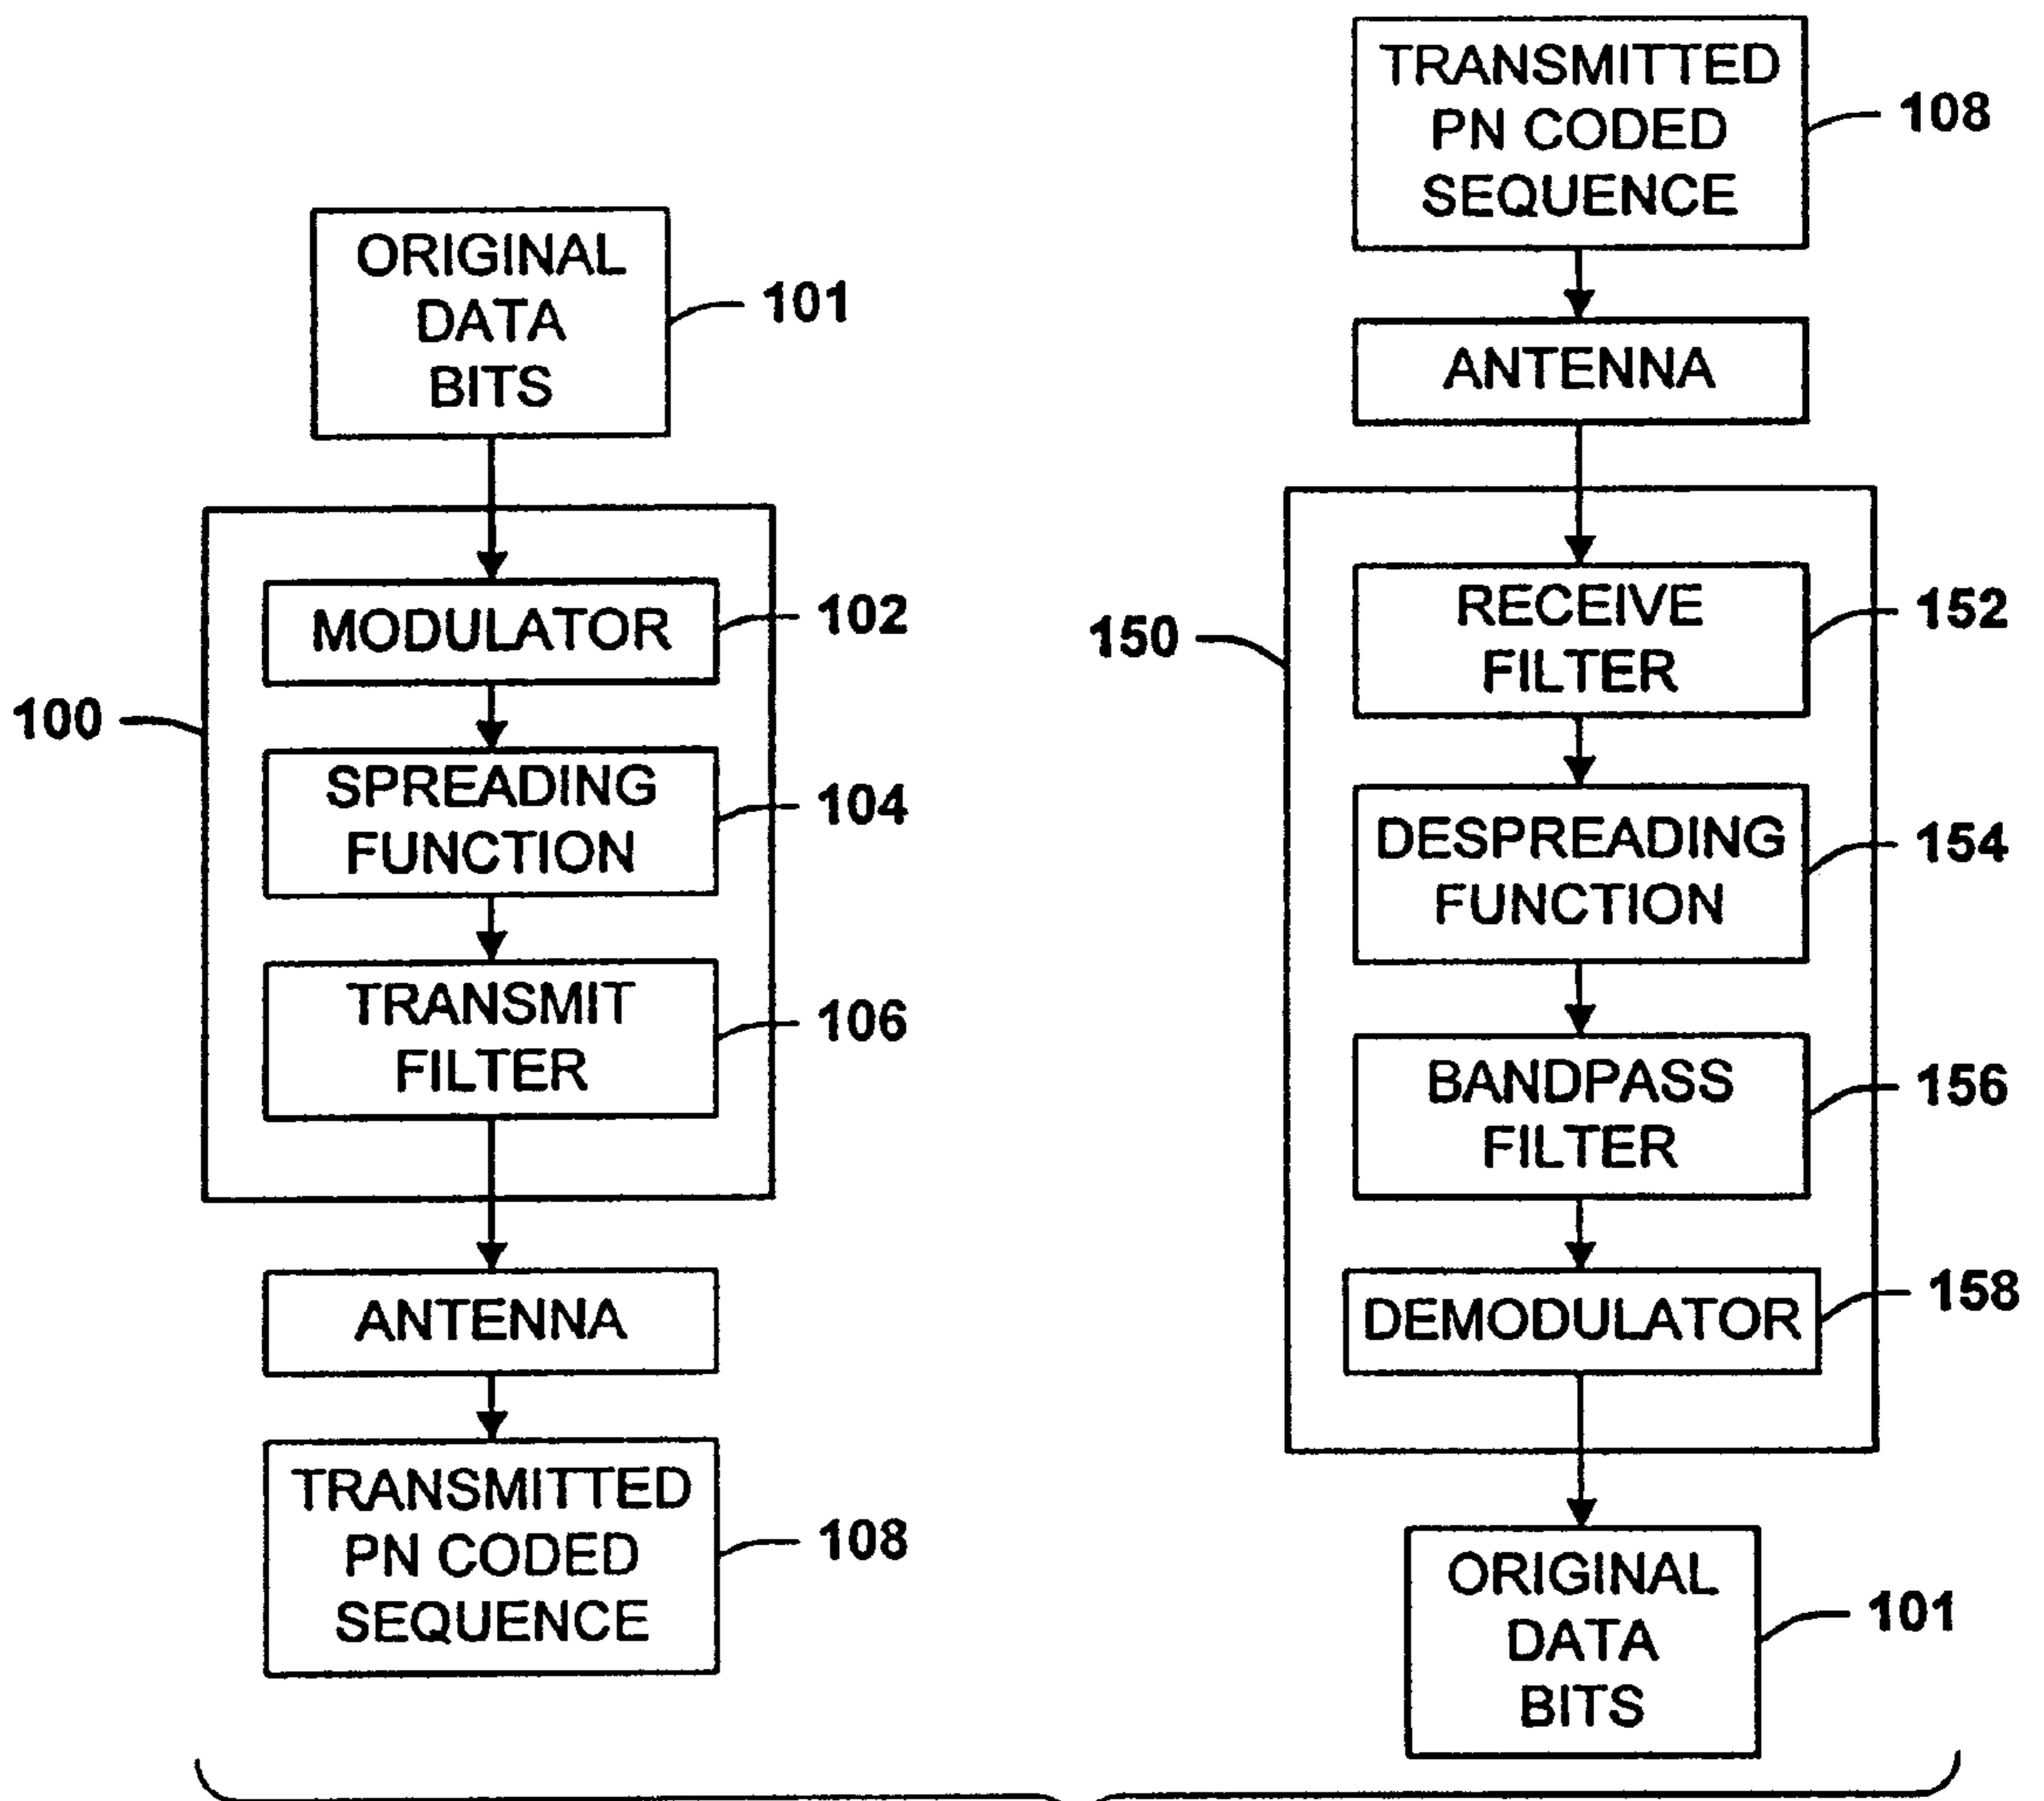 ORIGINAL
DATA
BITS
101
100
MODULATOR
102
SPREADING
FUNCTION
104
TRANSMIT
FILTER
106
ANTENNA
TRANSMITTED
PN CODED
SEQUENCE
108
TRANSMITTED
PN CODED
SEQUENCE
108
ANTENNA
150
RECEIVE
FILTER
152
DESPREADING
FUNCTION
154
BANDPASS
FILTER
156
DEMODULATOR
158
ORIGINAL
DATA
BITS
101